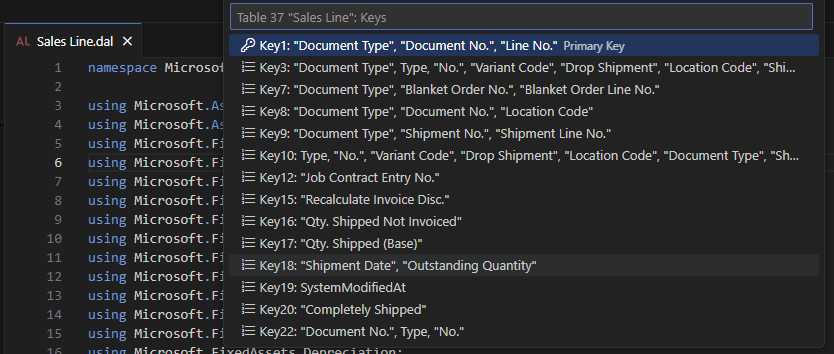 Table 37 "Sales Line": Keys
AL Sales Line.dal
Key1: "Document Type", "Document No.", "Line No." Primary Key
Key3: "Document Type", Type, "No.", "Variant Code", "Drop Shipment", "Location Code", "Shi...
Key7: "Document Type", "Blanket Order No.", "Blanket Order Line No."
Key8: "Document Type", "Document No.", "Location Code"
Key9: "Document Type", "Shipment No.", "Shipment Line No."
Key10: Type, "No.", "Variant Code", "Drop Shipment", "Location Code", "Document Type", "Sh...
Key12: "Job Contract Entry No."
Key15: "Recalculate Invoice Disc."
Key16: "Qty. Shipped Not Invoiced"
Key17: "Qty. Shipped (Base)"
Key18: "Shipment Date", "Outstanding Quantity"
Key19: SystemModifiedAt
Key20: "Completely Shipped"
Key22: "Document No.", Type, "No."
1 namespace Microsof
2
3 using Microsoft.As
4 using Microsoft.As
5 using Microsoft.Fi
6 using Microsoft.Fi
7 using Microsoft.Fi
8 using Microsoft.Fi
9 using Microsoft.Fi
10 using Microsoft.Fi
11 using Microsoft.Fi
12 using Microsoft.Fi
13 using Microsoft.Fi
14 using Microsoft.Fi
15 using Microsoft.Fi
16 using Microsoft.FixedAssets.Depreciation;